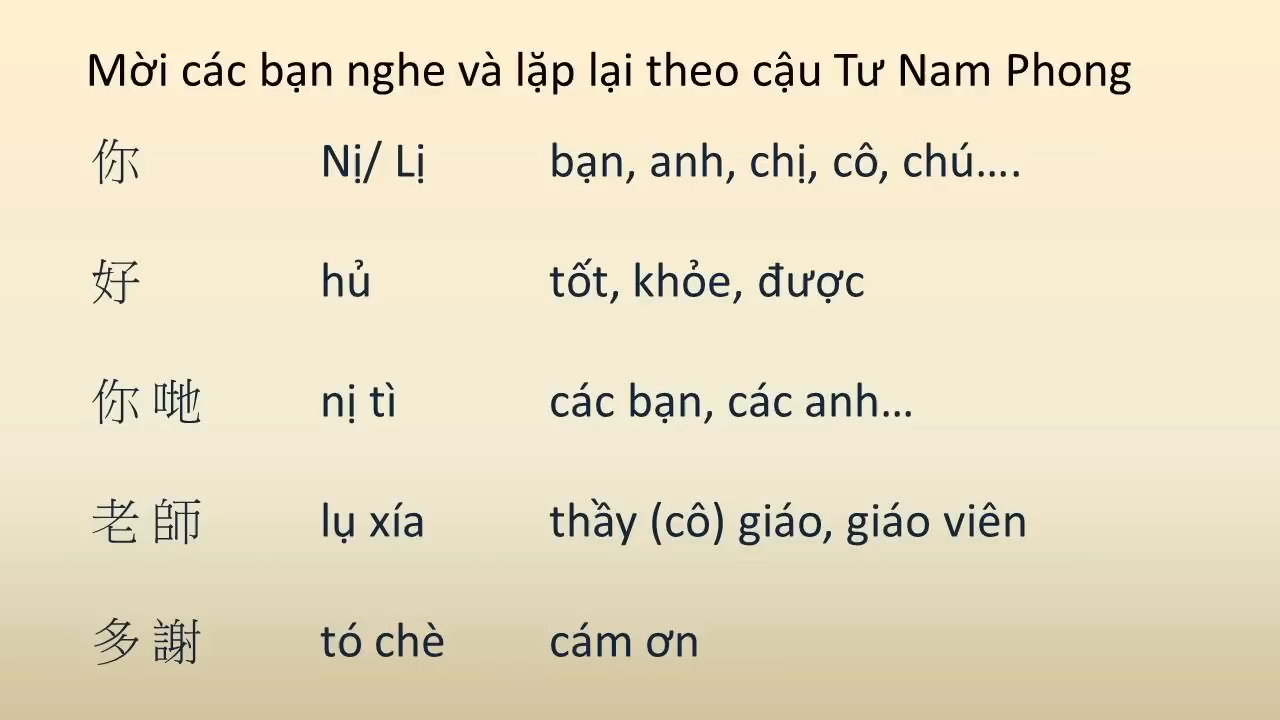 Mời các bạn nghe và lặp lại theo cậu Tư Nam Phong
你 Nị/ Lị bạn, anh, chị, cô, chú....
好 hủ tốt, khỏe, được
你 哋 nị tì các bạn, các anh...
老 師 lụ xía thầy (cô) giáo, giáo viên
多 謝 tó chè cám ơn